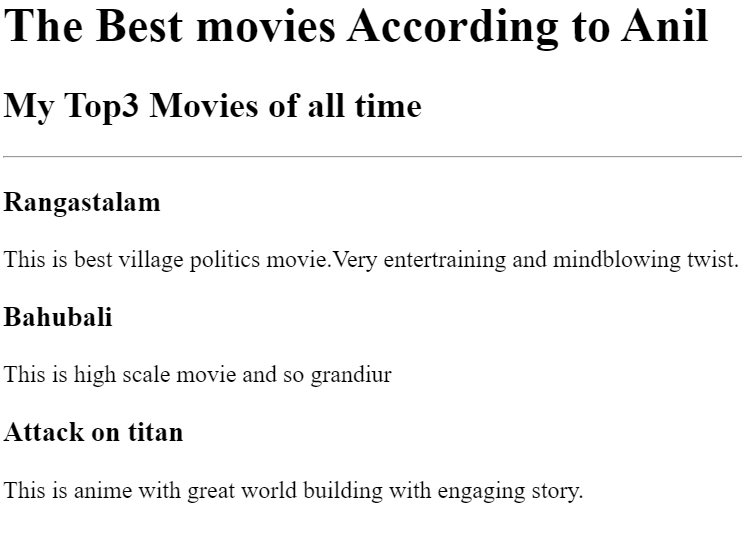 The Best movies According to Anil
My Top3 Movies of all time
Rangastalam
This is best village politics movie.Very entertraining and mindblowing twist.
Bahubali
This is high scale movie and so grandiur
Attack on titan
This is anime with great world building with engaging story.